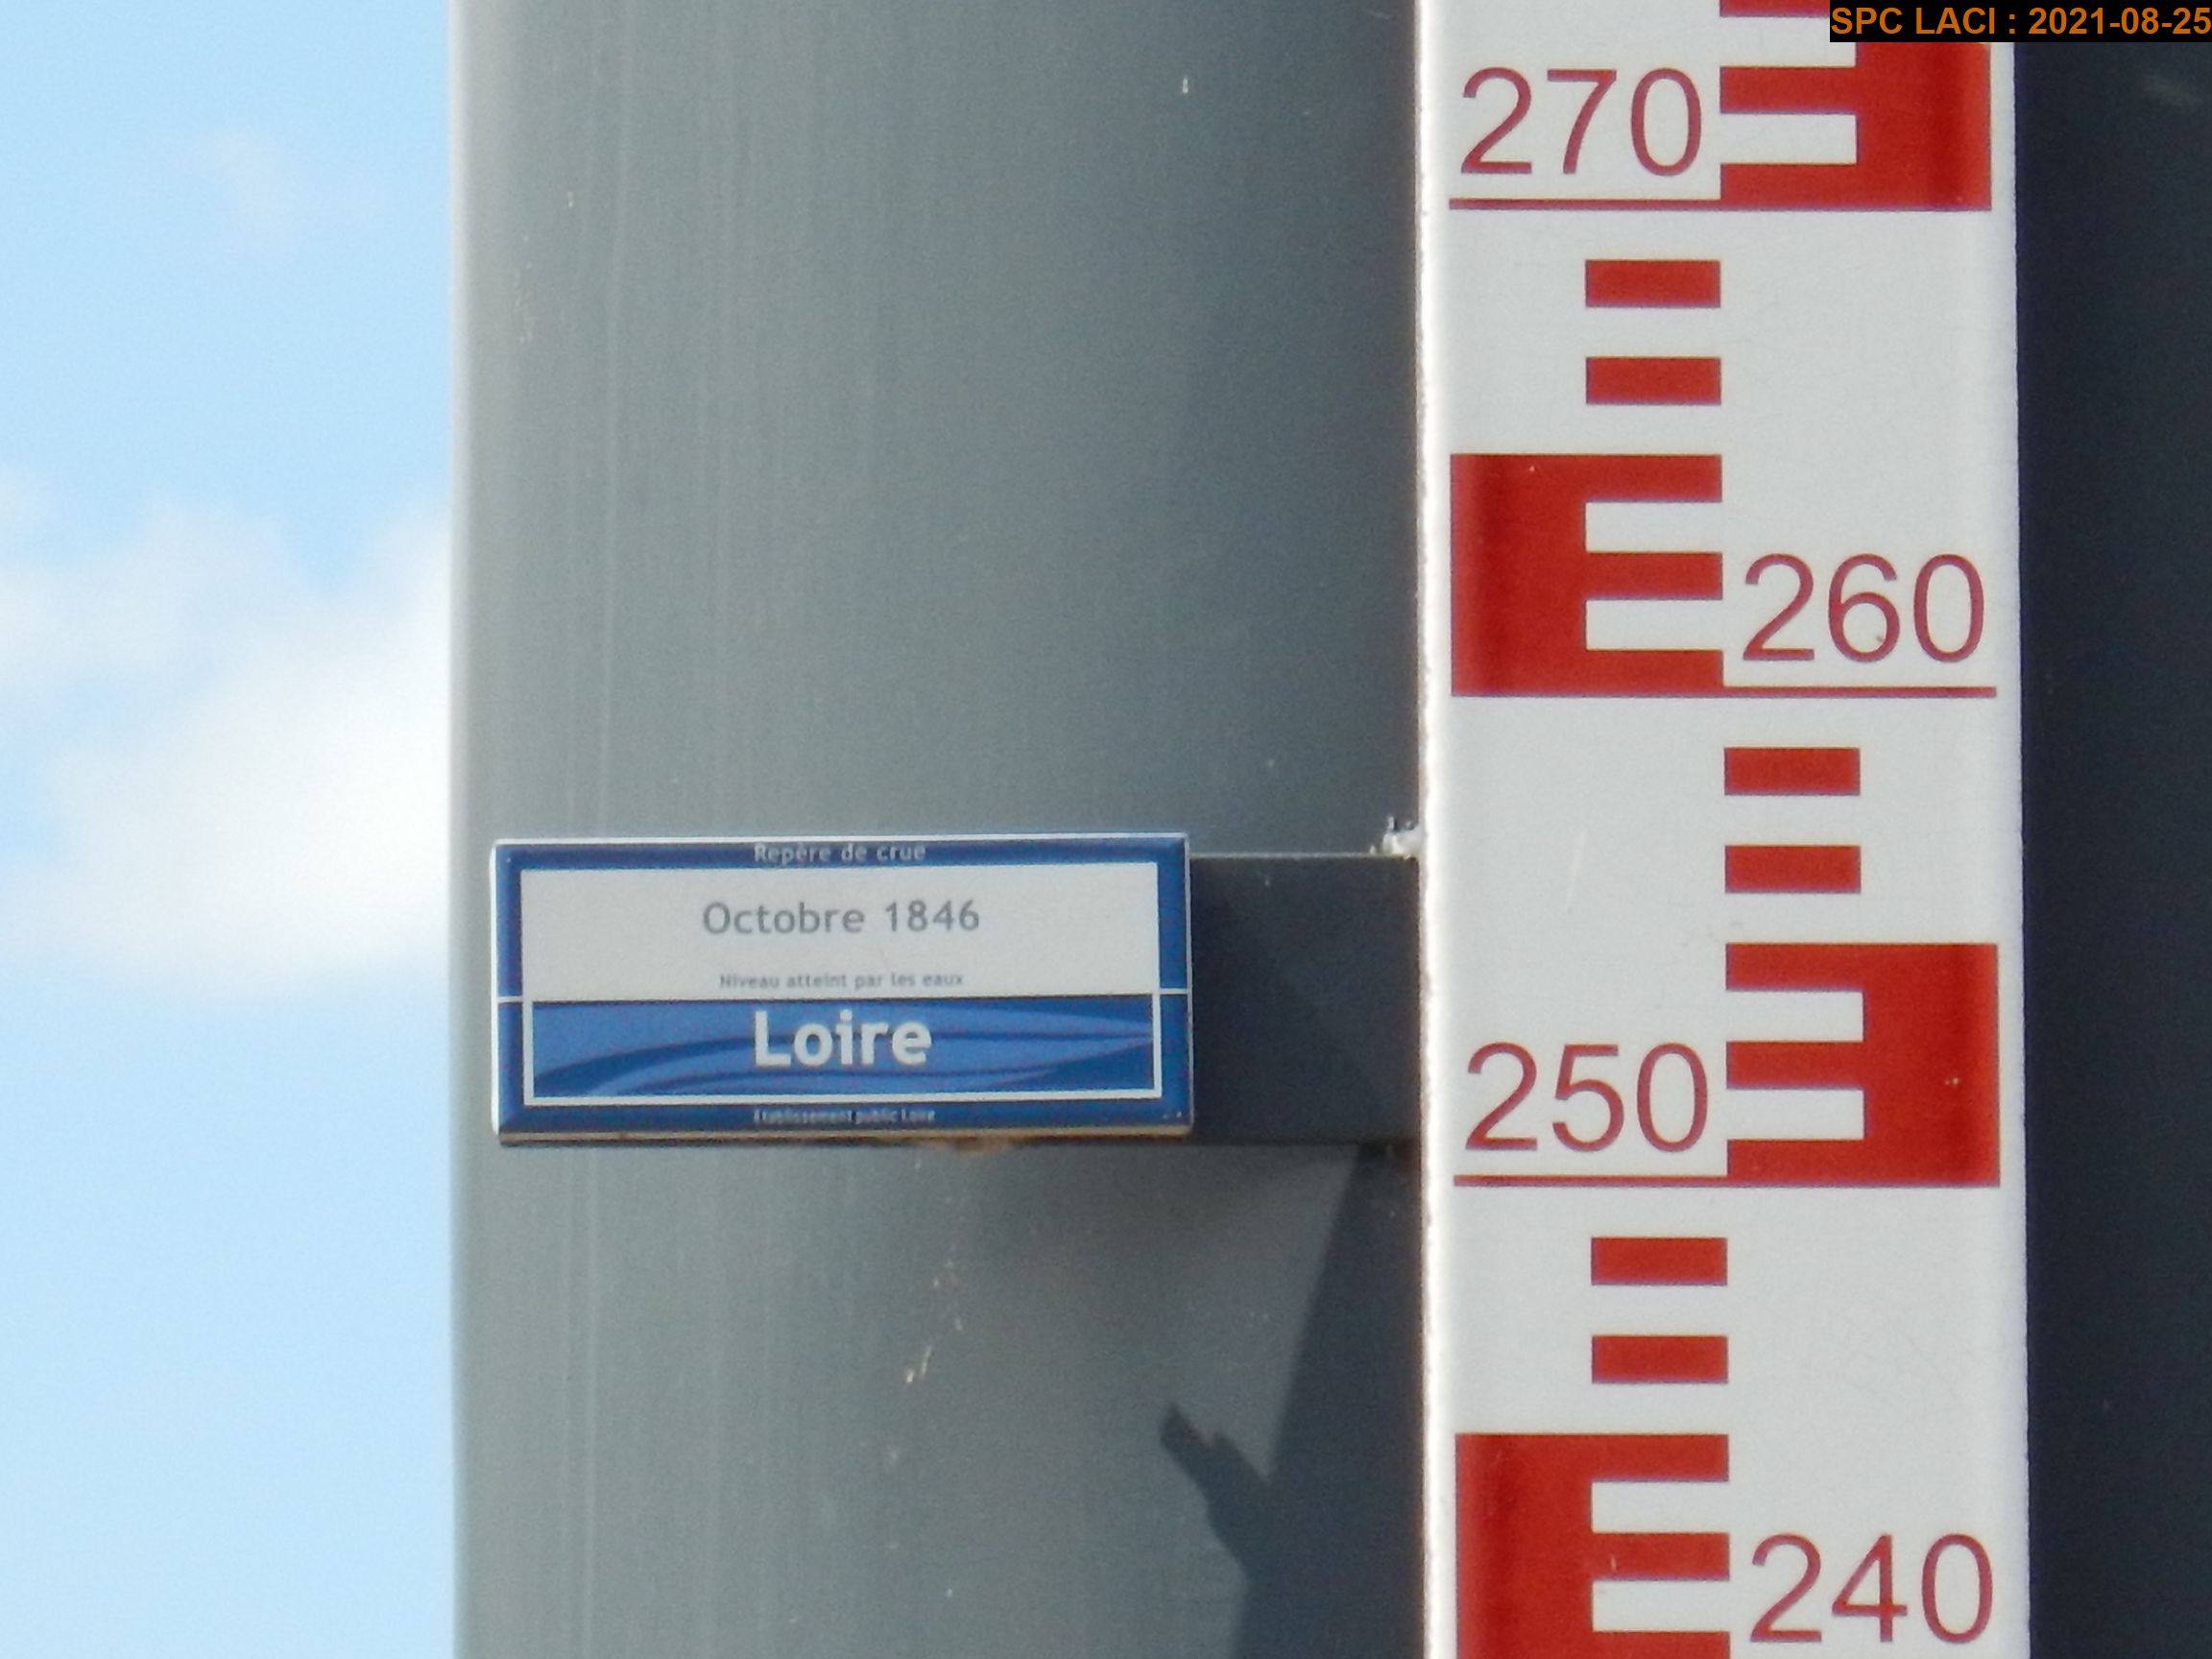 SPC LACI : 2021-08-25
270
260
Repère de crue
Octobre 1846
Niveau atteint par les eaux
Loire
Etablissement public Loire
250
240